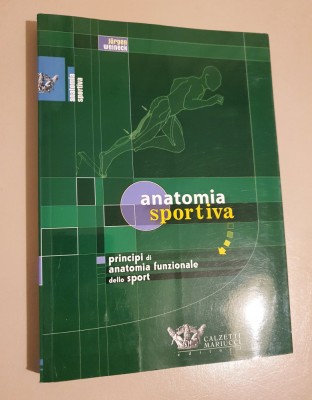 jürgen
weineck
anatomia
sportiva
anatomia
sportiva
principi di
anatomia funzionale
dello sport
CALZETTI
MARIUCCI
EDITORI